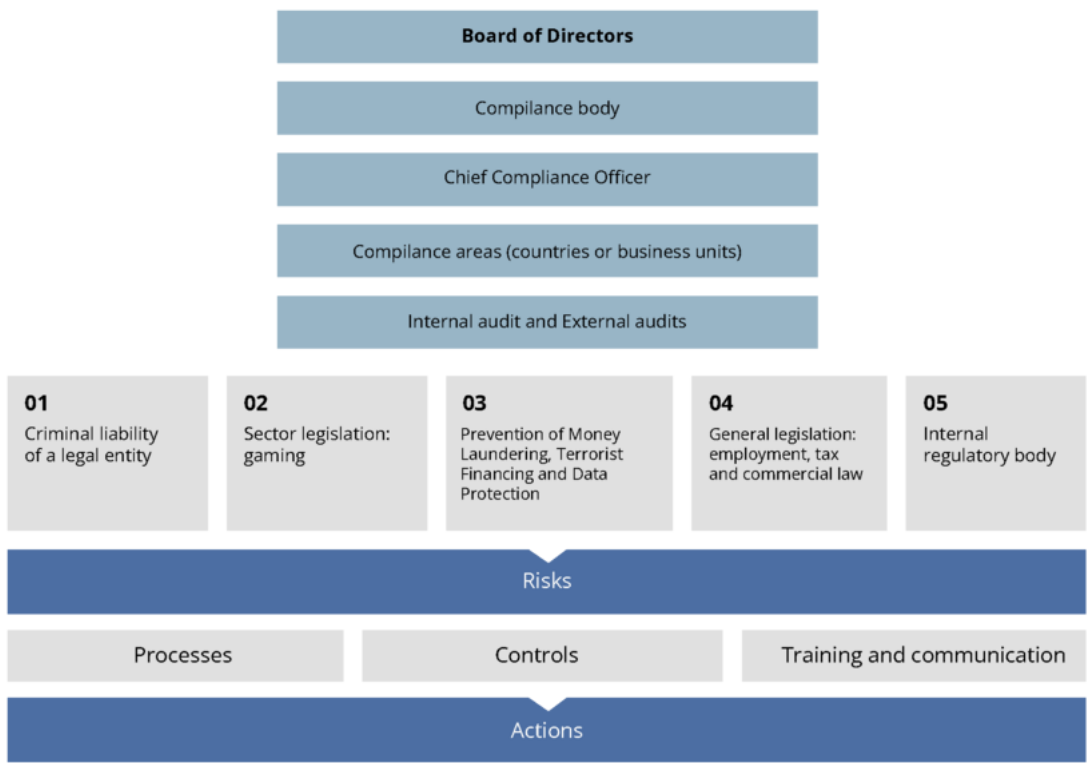 Board of Directors
Compilance body
Chief Compliance Officer
Compilance areas (countries or business units)
Internal audit and External audits
01
Criminal liability
of a legal entity
02
Sector legislation:
gaming
03
Prevention of Money
Laundering, Terrorist
Financing and Data
Protection
04
General legislation:
employment, tax
and commercial law
05
Internal
regulatory body
Risks
Processes
Controls
Training and communication
Actions